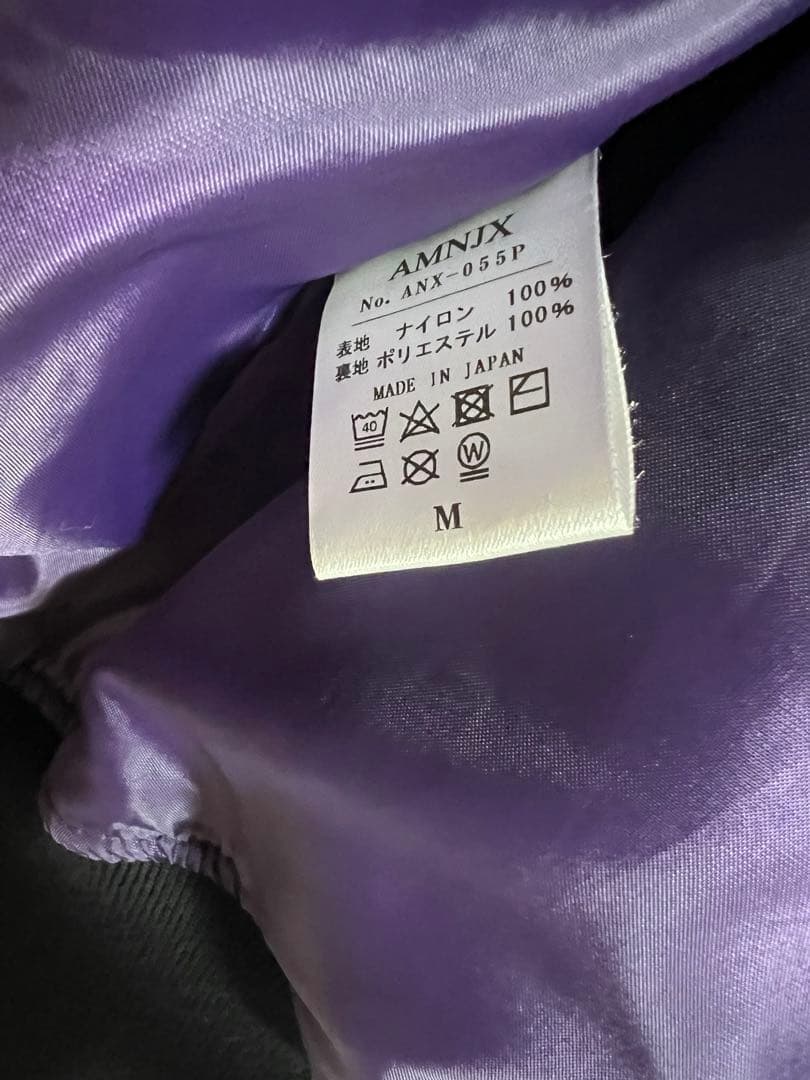 AMNJX
No. ANX-055P
表地 ナイロン 100%
裏地 ポリエステル 100%
MADE IN JAPAN
40
W
M